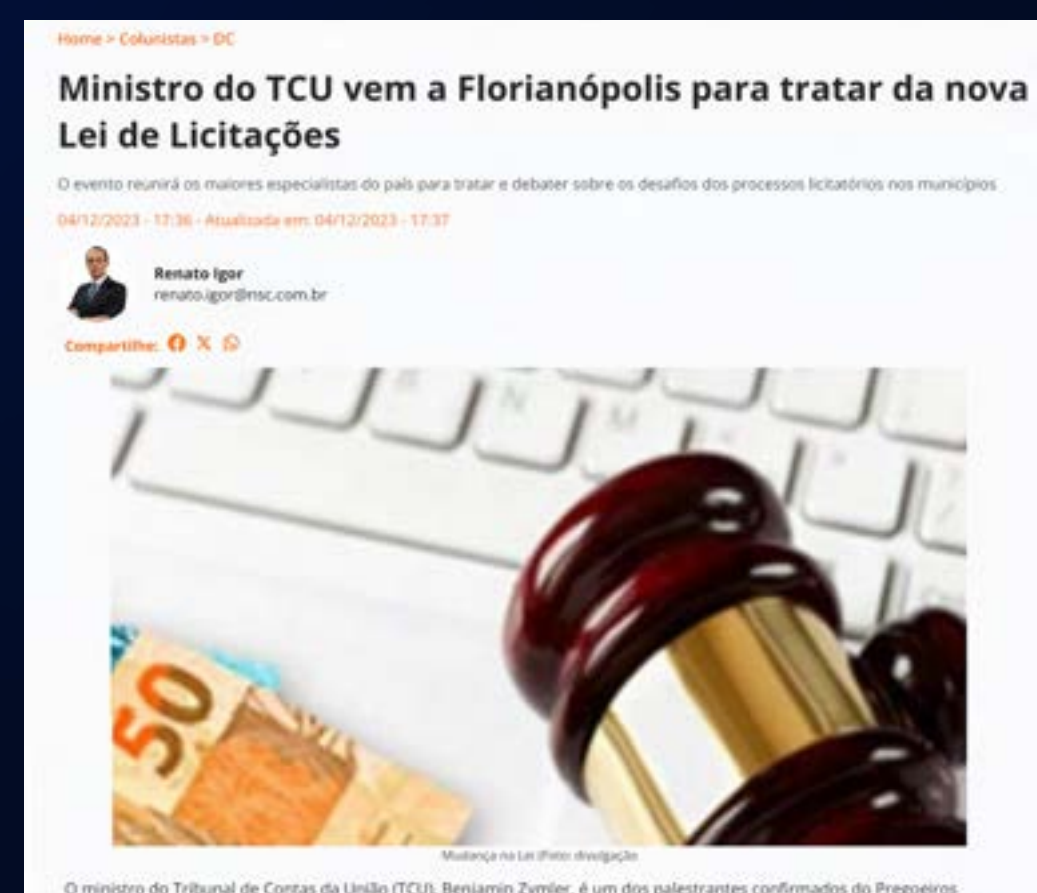 Home > Colunistas > DC
Ministro do TCU vem a Florianópolis para tratar da nova
Lei de Licitações
O evento reunirá os maiores especialistas do país para tratar e debater sobre os desafios dos processos licitatórios nos municípios
04/12/2023 - 17:36 - Atualizada em: 04/12/2023 - 17:37
Renato Igor
renato.igor@nsc.com.br
Compartilhe:
N
M
50
Mudança na Lei (Foto: divulgação
O ministro do Tribunal de Contas da União (TCU), Benjamin Zymler, é um dos palestrantes confirmados do Pregoeiros